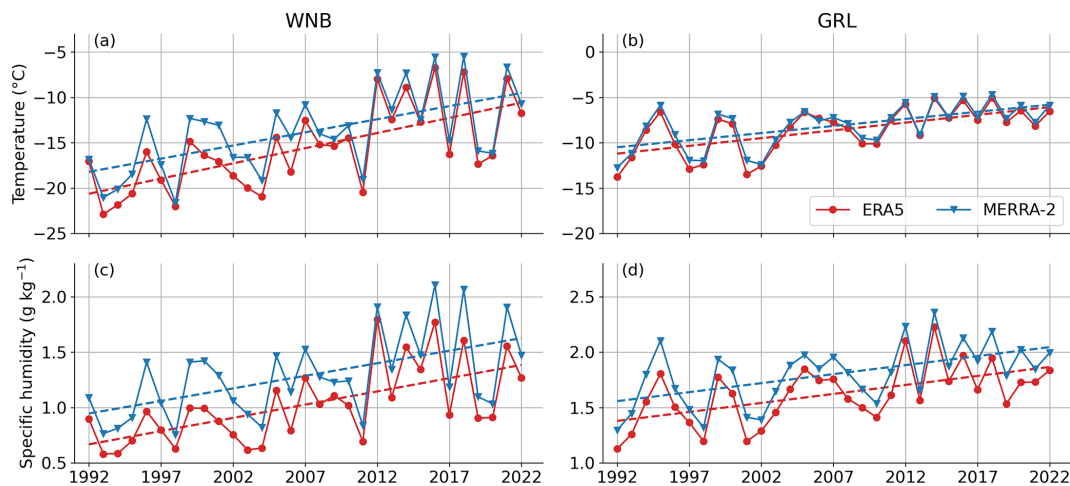 WNB
GRL
(a)
(b)
Temperature (°C)
−5
−10
−15
−20
−25
0
−5
−10
−15
−20
ERA5
MERRA-2
(c)
(d)
Specific humidity (g kg⁻¹)
2.0
1.5
1.0
0.5
2.5
2.0
1.5
1.0
1992 1997 2002 2007 2012 2017 2022
1992 1997 2002 2007 2012 2017 2022